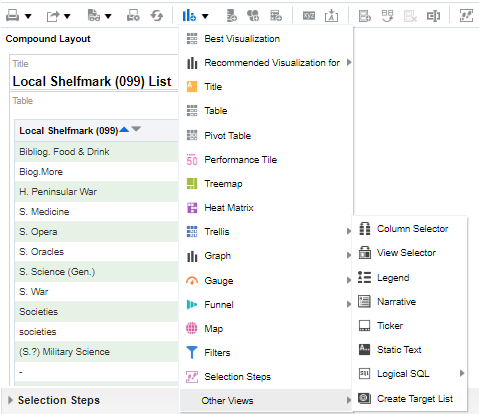 Compound Layout
Title
Local Shelfmark (099) List
Table
Local Shelfmark (099)
Bibliog. Food & Drink
Biog.More
H. Peninsular War
S. Medicine
S. Opera
S. Oracles
S. Science (Gen.)
S. War
Societies
societies
(S.?) Military Science
-
Selection Steps
Best Visualization
Recommended Visualization for
Title
Table
Pivot Table
Performance Tile
Treemap
Heat Matrix
Trellis
Graph
Gauge
Funnel
Map
Filters
Selection Steps
Other Views
Column Selector
View Selector
Legend
Narrative
Ticker
Static Text
Logical SQL
Create Target List